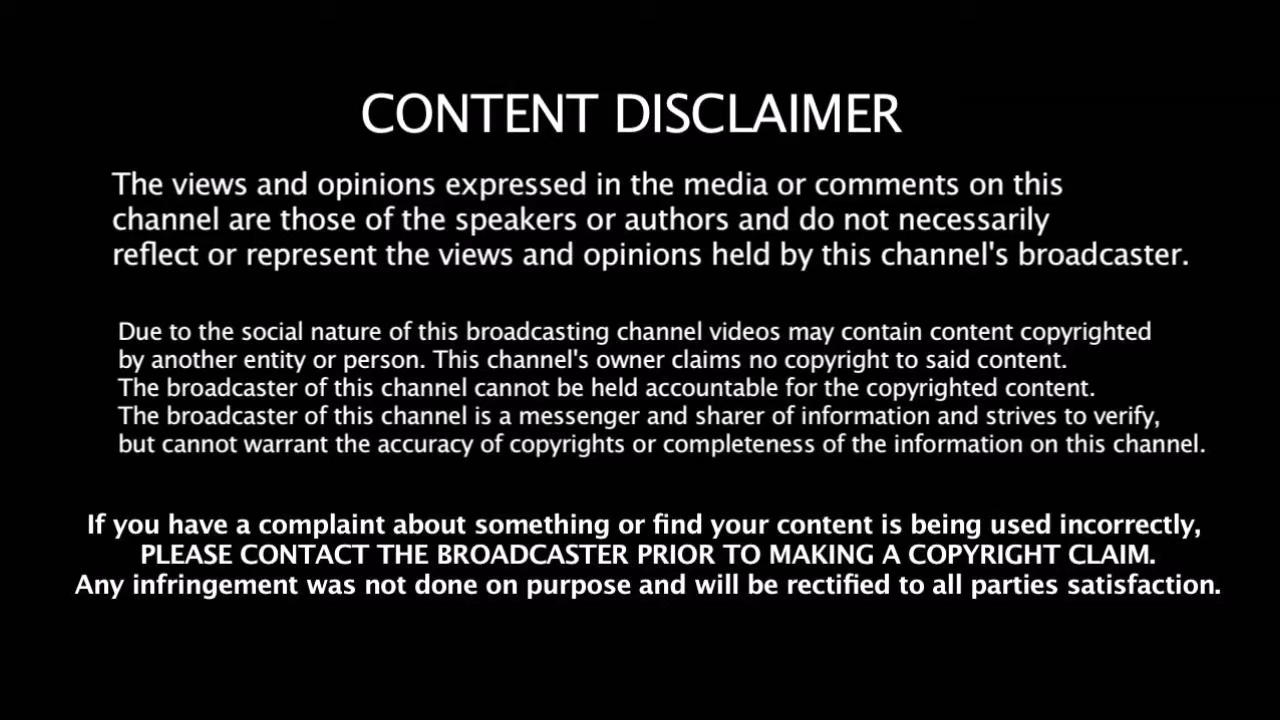 CONTENT DISCLAIMER
The views and opinions expressed in the media or comments on this
channel are those of the speakers or authors and do not necessarily
reflect or represent the views and opinions held by this channel's broadcaster.
Due to the social nature of this broadcasting channel videos may contain content copyrighted
by another entity or person. This channel's owner claims no copyright to said content.
The broadcaster of this channel cannot be held accountable for the copyrighted content.
The broadcaster of this channel is a messenger and sharer of information and strives to verify,
but cannot warrant the accuracy of copyrights or completeness of the information on this channel.
If you have a complaint about something or find your content is being used incorrectly,
PLEASE CONTACT THE BROADCASTER PRIOR TO MAKING A COPYRIGHT CLAIM.
Any infringement was not done on purpose and will be rectified to all parties satisfaction.